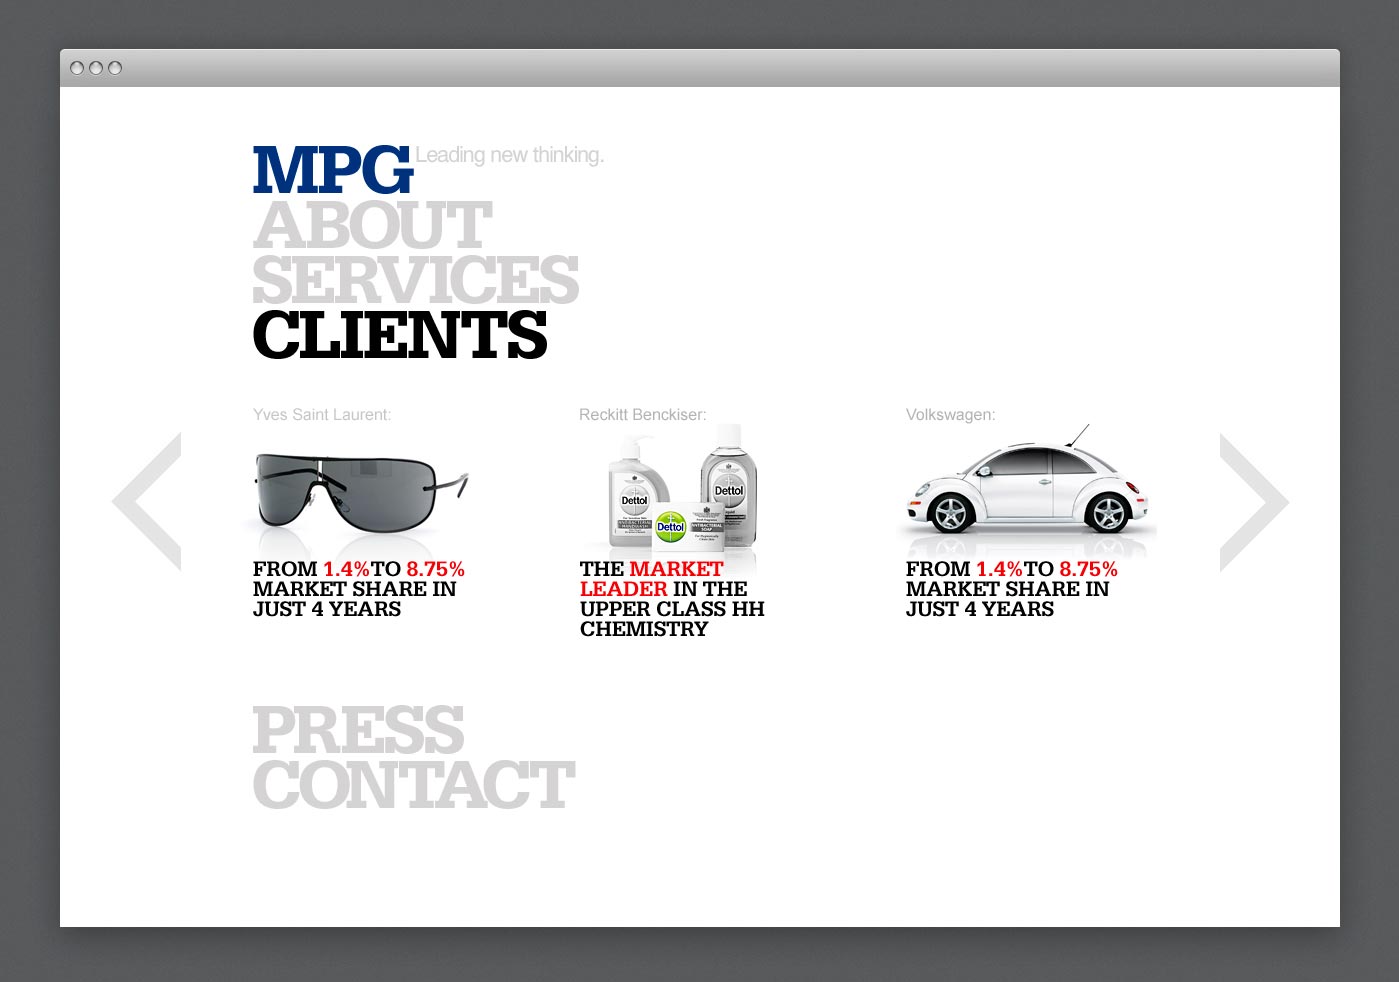 MPG Leading new thinking.
ABOUT
SERVICES
CLIENTS
Yves Saint Laurent:
FROM 1.4%TO 8.75%
MARKET SHARE IN
JUST 4 YEARS
Reckitt Benckiser:
Dettol
Dettol
Dettol
ANTIBACTERIAL
SOAP
THE MARKET
LEADER IN THE
UPPER CLASS HH
CHEMISTRY
Volkswagen:
FROM 1.4%TO 8.75%
MARKET SHARE IN
JUST 4 YEARS
PRESS
CONTACT